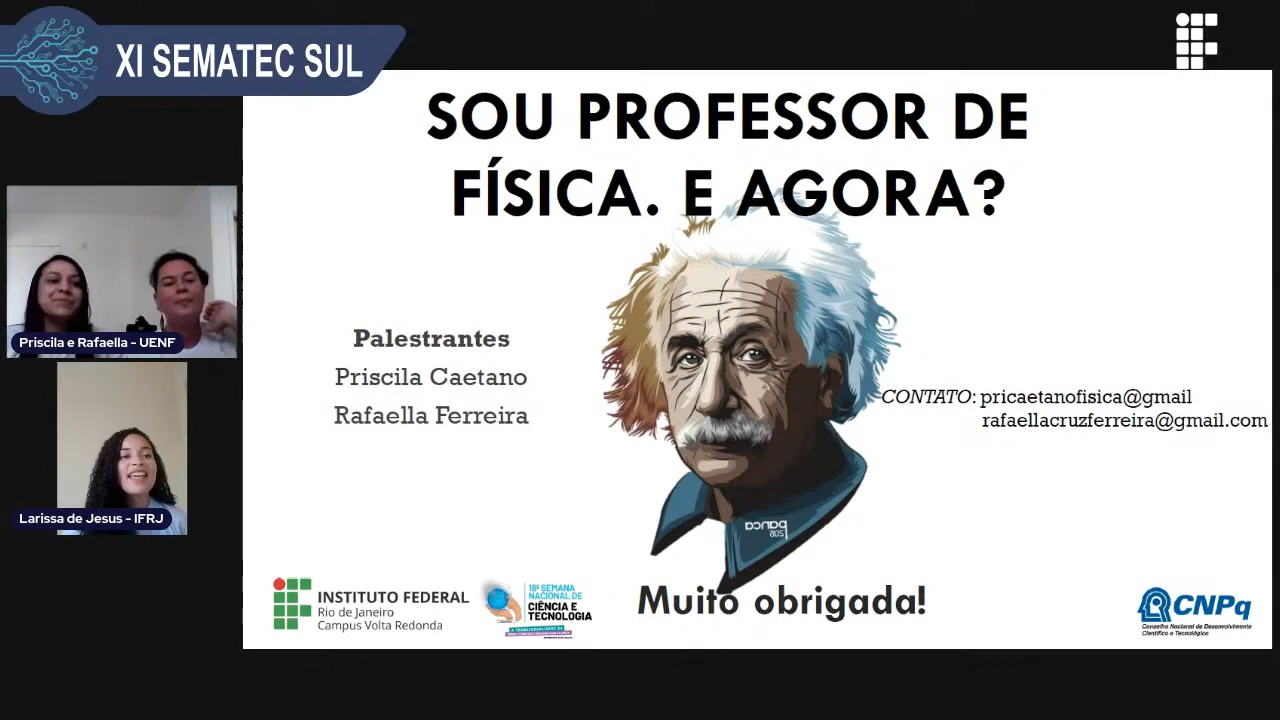 XI SEMATEC SUL
SOU PROFESSOR DE
FÍSICA. E AGORA?
Priscila e Rafaella - UENF
Larissa de Jesus - IFRJ
Palestrantes
Priscila Caetano
Rafaella Ferreira
CONTATO: pricaetanofisica@gmail
rafaellacruzferreira@gmail.com
INSTITUTO FEDERAL
Rio de Janeiro
Campus Volta Redonda
18ª SEMANA
NACIONAL DE
CIÊNCIA E
TECNOLOGIA
Muito obrigada!
CNPq
Conselho Nacional de Desenvolvimento
Científico e Tecnológico